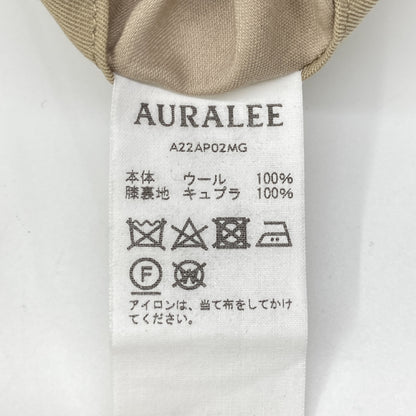 AURALEE
A22AP02MG
本体 ウール 100%
膝裏地 キュプラ 100%
F
W
アイロンは、当て布をしてかけ
てください。